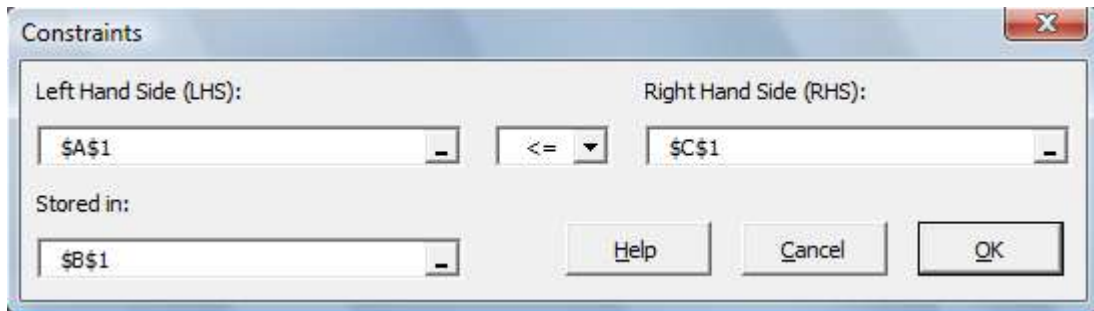 Constraints
Left Hand Side (LHS): Right Hand Side (RHS):
$A$1 <= $C$1
Stored in:
$B$1 Help Cancel OK